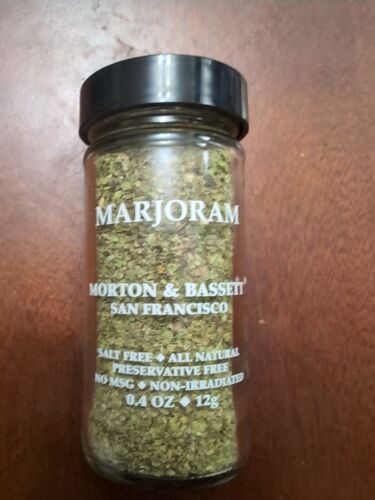 MARJORAM
MORTON & BASSETT
SAN FRANCISCO
SALT FREE ◆ ALL NATURAL
PRESERVATIVE FREE
NO MSG ◆ NON-IRRADIATED
0.4 OZ ◆ 12g